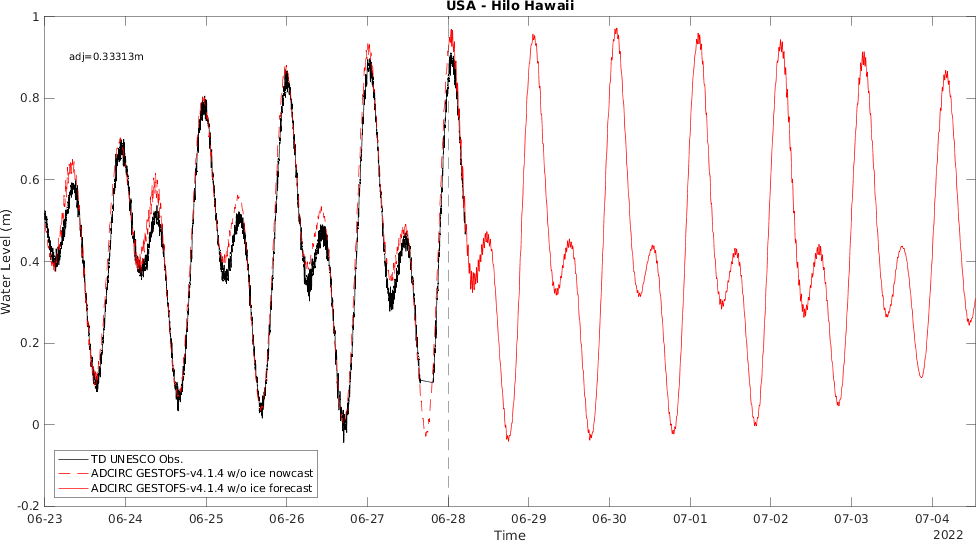 USA - Hilo Hawaii
adj=0.33313m
Water Level (m)
1
0.8
0.6
0.4
0.2
0
-0.2
TD UNESCO Obs.
ADCIRC GESTOFS-v4.1.4 w/o ice nowcast
ADCIRC GESTOFS-v4.1.4 w/o ice forecast
06-23 06-24 06-25 06-26 06-27 06-28 06-29 06-30 07-01 07-02 07-03 07-04
Time
2022